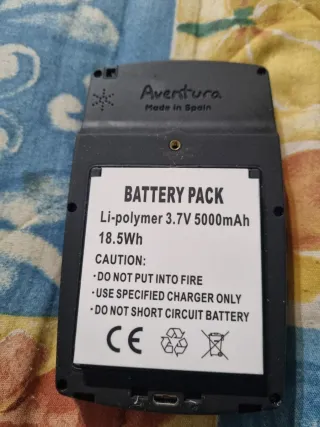 Aventura
Made in Spain
BATTERY PACK
Li-polymer 3.7V 5000mAh
18.5Wh
CAUTION:
·DO NOT PUT INTO FIRE
·USE SPECIFIED CHARGER ONLY
·DO NOT SHORT CIRCUIT BATTERY
CE